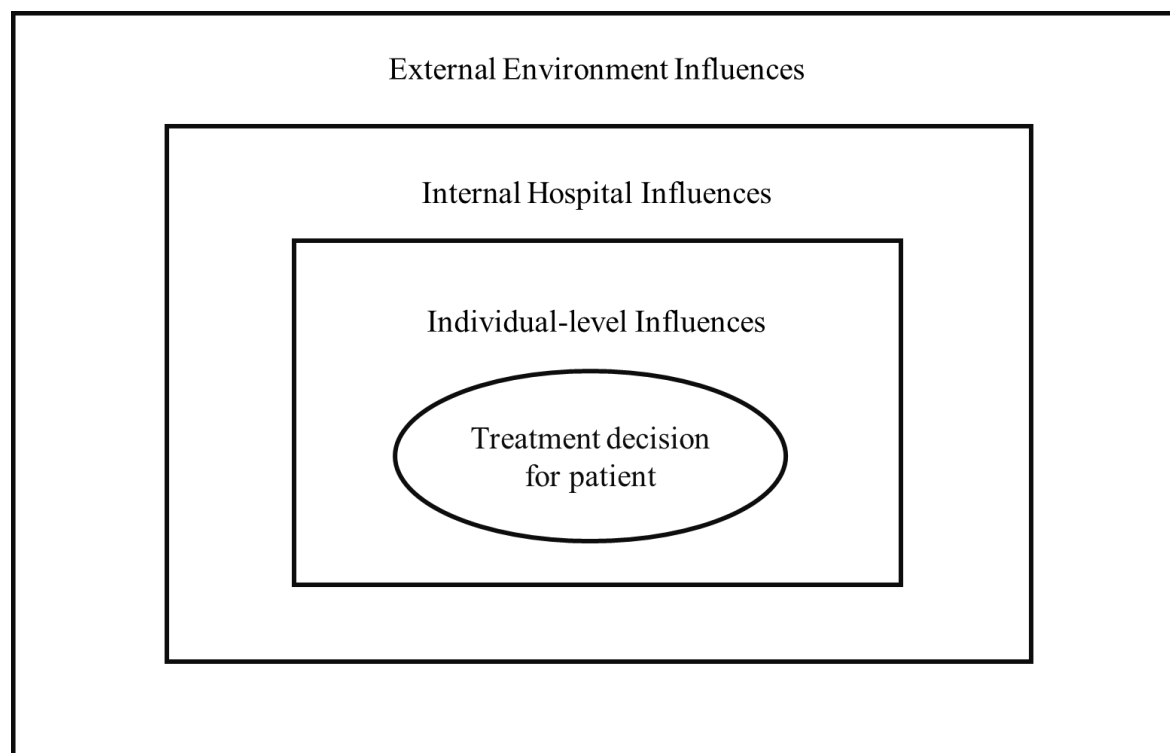 External Environment Influences
Internal Hospital Influences
Individual-level Influences
Treatment decision
for patient